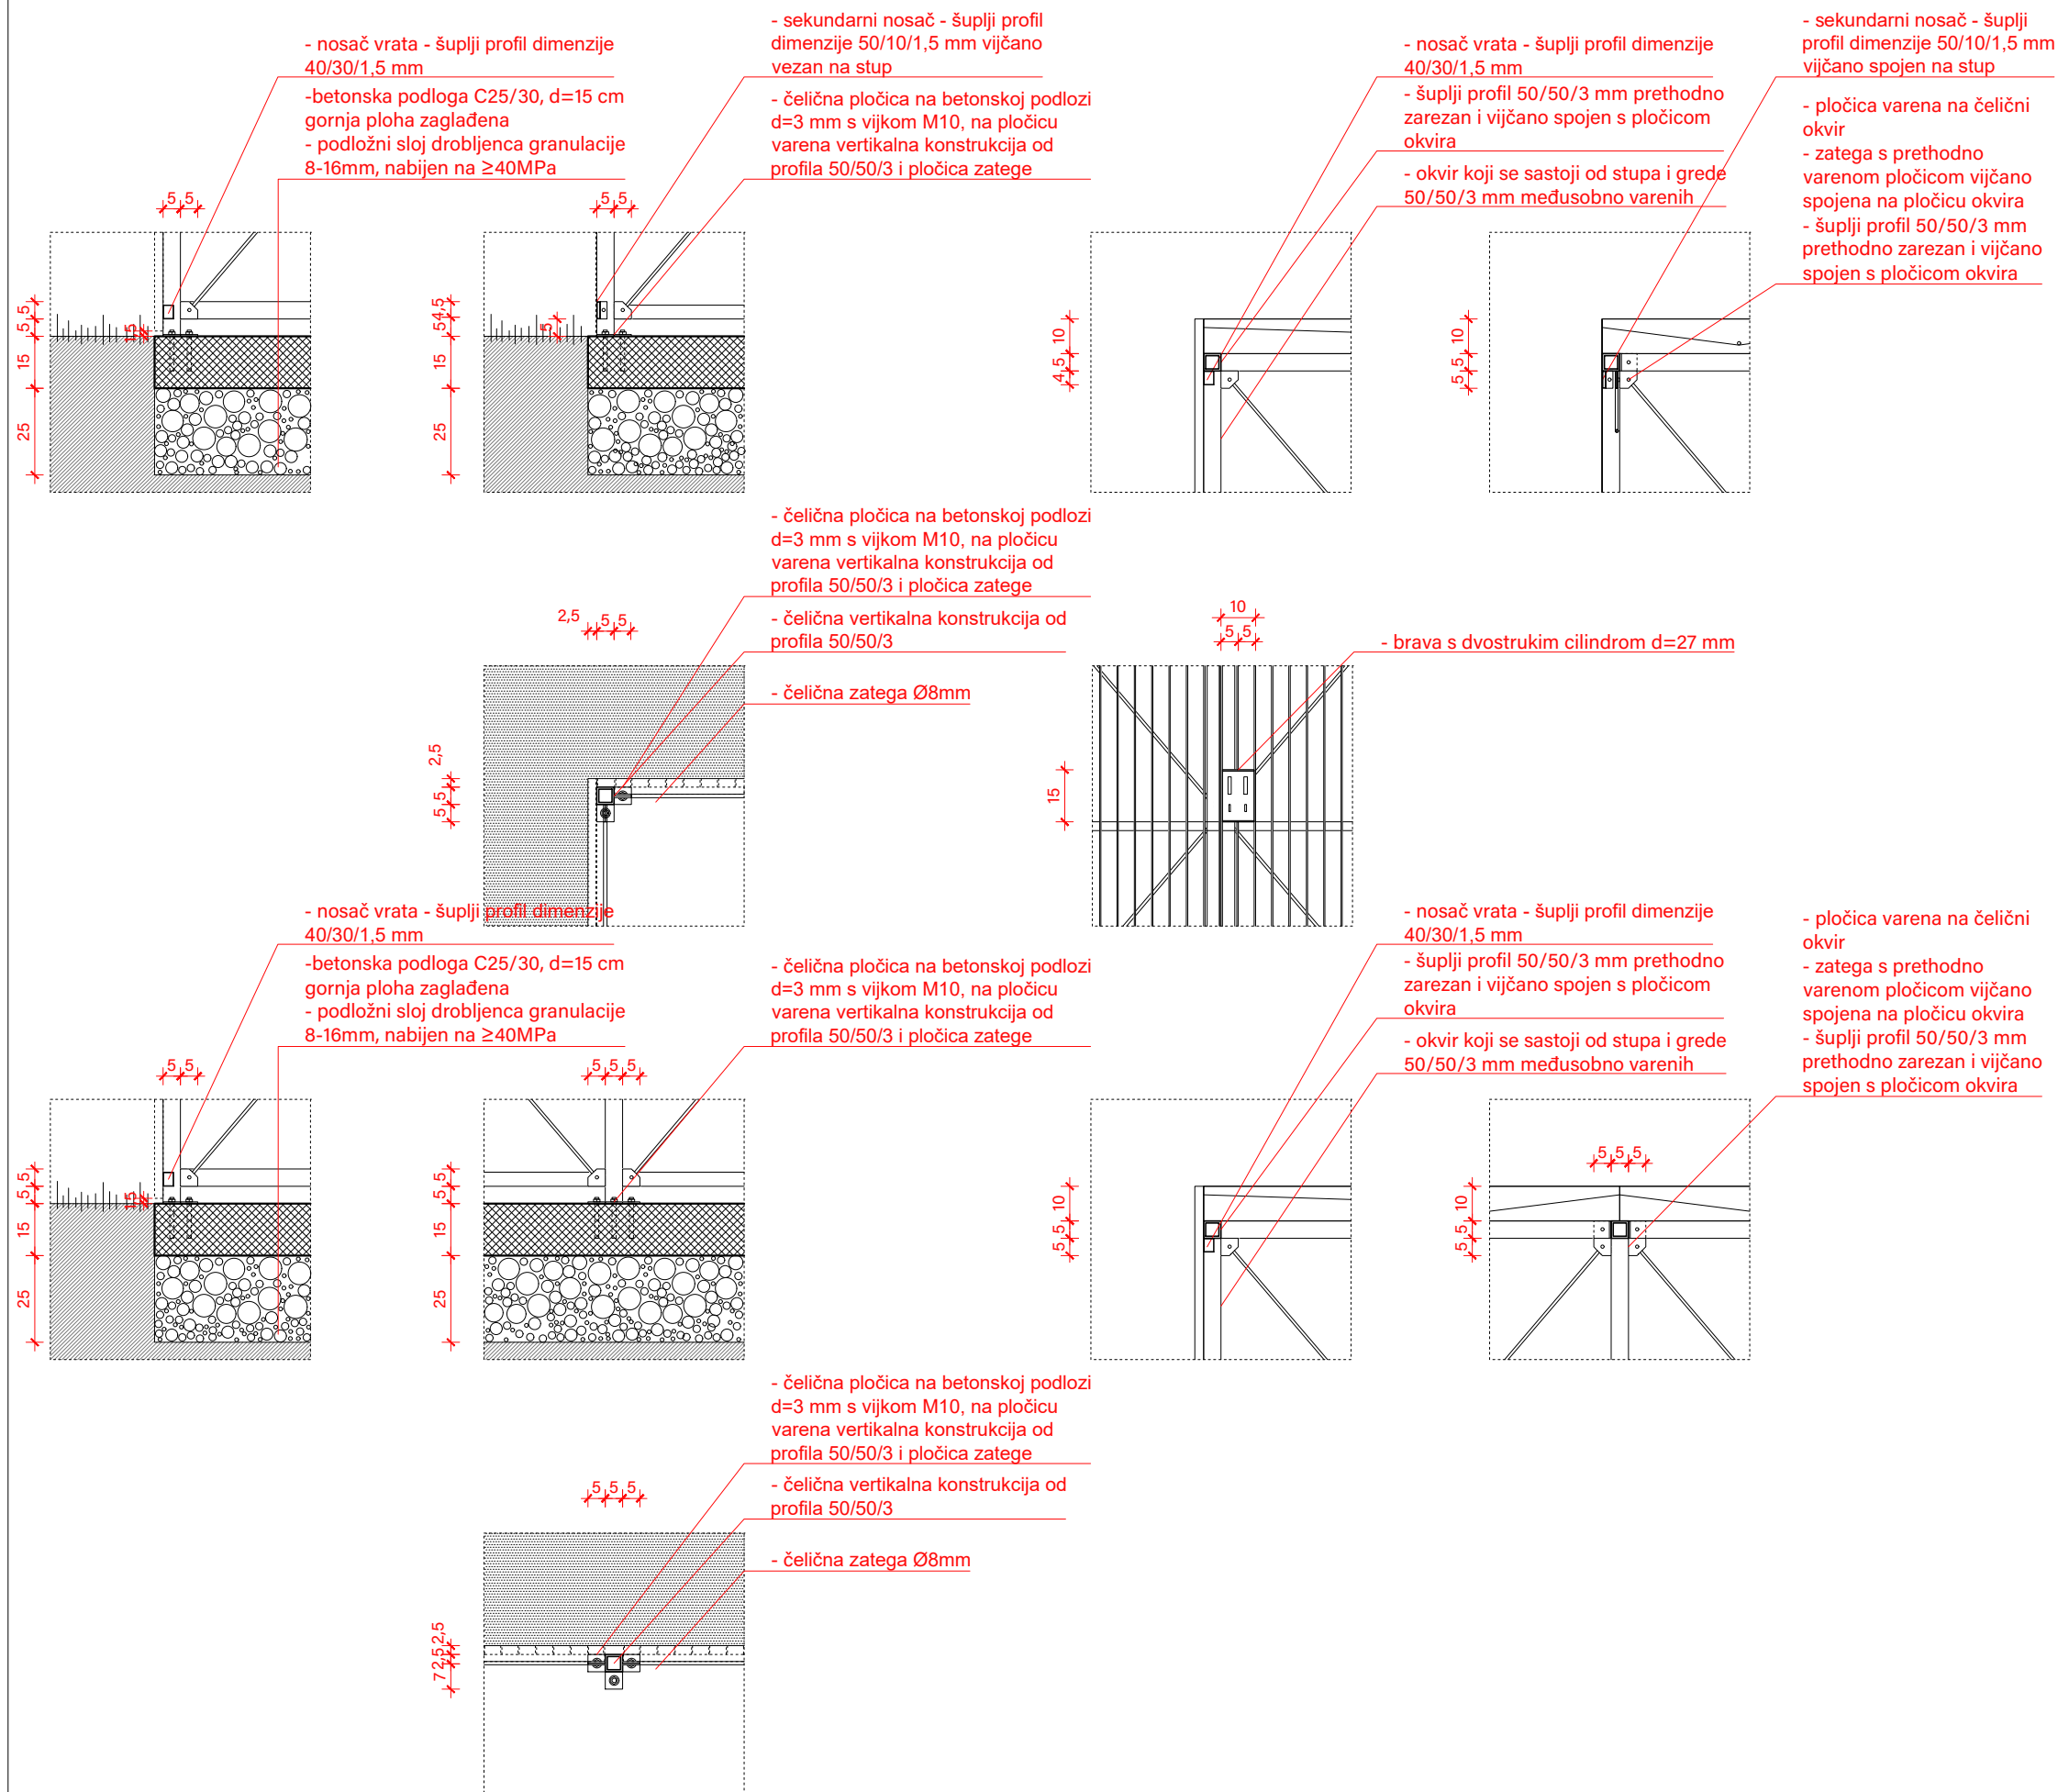 - nosač vrata - šuplji profil dimenzije
40/30/1,5 mm
-betonska podloga C25/30, d=15 cm
gornja ploha zaglađena
- podložni sloj drobljenca granulacije
8-16mm, nabijen na ≥40MPa
5 5
5 5
15
15
25
- sekundarni nosač - šuplji profil
dimenzije 50/10/1,5 mm vijčano
vezan na stup
- čelična pločica na betonskoj podlozi
d=3 mm s vijkom M10, na pločicu
varena vertikalna konstrukcija od
profila 50/50/3 i pločica zatege
5 5
5 4,5
5
15
25
- nosač vrata - šuplji profil dimenzije
40/30/1,5 mm
- šuplji profil 50/50/3 mm prethodno
zarezan i vijčano spojen s pločicom
okvira
- okvir koji se sastoji od stupa i grede
50/50/3 mm međusobno varenih
10
4,5 5
- sekundarni nosač - šuplji
profil dimenzije 50/10/1,5 mm
vijčano spojen na stup
- pločica varena na čelični
okvir
- zatega s prethodno
varenom pločicom vijčano
spojena na pločicu okvira
- šuplji profil 50/50/3 mm
prethodno zarezan i vijčano
spojen s pločicom okvira
10
5 5
- čelična pločica na betonskoj podlozi
d=3 mm s vijkom M10, na pločicu
varena vertikalna konstrukcija od
profila 50/50/3 i pločica zatege
- čelična vertikalna konstrukcija od
profila 50/50/3
- čelična zatega Ø8mm
2,5 5 5
2,5
5 5
10
5 5
- brava s dvostrukim cilindrom d=27 mm
15
- nosač vrata - šuplji profil dimenzije
40/30/1,5 mm
-betonska podloga C25/30, d=15 cm
gornja ploha zaglađena
- podložni sloj drobljenca granulacije
8-16mm, nabijen na ≥40MPa
5 5
5 5
15
15
25
- čelična pločica na betonskoj podlozi
d=3 mm s vijkom M10, na pločicu
varena vertikalna konstrukcija od
profila 50/50/3 i pločica zatege
5 5 5
5 5
15
25
- nosač vrata - šuplji profil dimenzije
40/30/1,5 mm
- šuplji profil 50/50/3 mm prethodno
zarezan i vijčano spojen s pločicom
okvira
- okvir koji se sastoji od stupa i grede
50/50/3 mm međusobno varenih
10
5 5
- pločica varena na čelični
okvir
- zatega s prethodno
varenom pločicom vijčano
spojena na pločicu okvira
- šuplji profil 50/50/3 mm
prethodno zarezan i vijčano
spojen s pločicom okvira
5 5 5
10
5 5
- čelična pločica na betonskoj podlozi
d=3 mm s vijkom M10, na pločicu
varena vertikalna konstrukcija od
profila 50/50/3 i pločica zatege
- čelična vertikalna konstrukcija od
profila 50/50/3
- čelična zatega Ø8mm
5 5 5
7 2,5 2,5